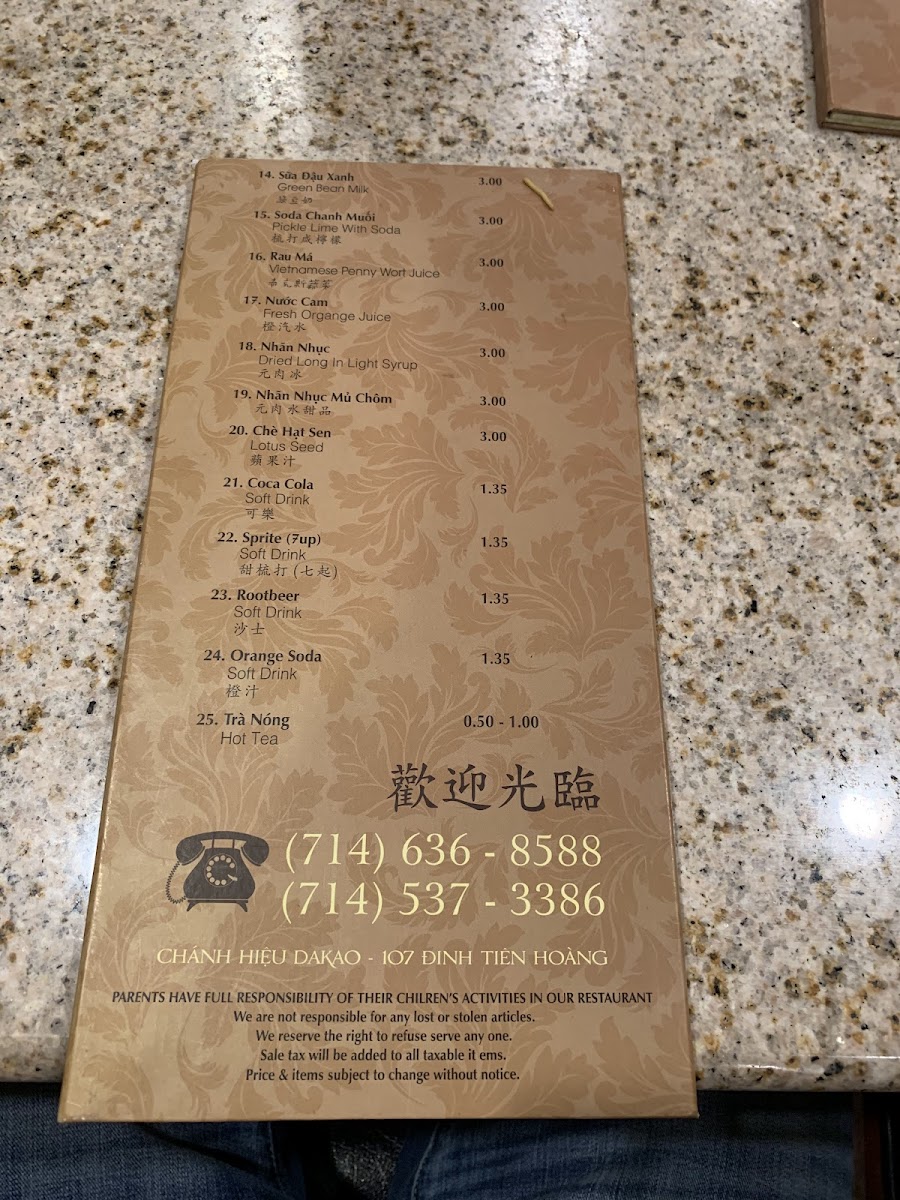 14. Sữa Đậu Xanh 3.00
Green Bean Milk
15. Soda Chanh Muối 3.00
Pickle Lime With Soda
梳打咸檸檬
16. Rau Má 3.00
Vietnamese Penny Wort Juice
17. Nước Cam 3.00
Fresh Organge Juice
橙汽水
18. Nhãn Nhục 3.00
Dried Long In Light Syrup
元肉冰
19. Nhãn Nhục Mủ Chôm 3.00
元肉水甜品
20. Chè Hạt Sen 3.00
Lotus Seed
蘋果汁
21. Coca Cola 1.35
Soft Drink
可樂
22. Sprite (7up) 1.35
Soft Drink
甜梳打 (七起)
23. Rootbeer 1.35
Soft Drink
沙士
24. Orange Soda 1.35
Soft Drink
橙汁
25. Trà Nóng 0.50 - 1.00
Hot Tea
歡迎光臨
(714) 636 - 8588
(714) 537 - 3386
CHÁNH HIỆU DAKAO - 107 ĐINH TIÊN HOÀNG
PARENTS HAVE FULL RESPONSIBILITY OF THEIR CHILREN'S ACTIVITIES IN OUR RESTAURANT
We are not responsible for any lost or stolen articles.
We reserve the right to refuse serve any one.
Sale tax will be added to all taxable it ems.
Price & items subject to change without notice.